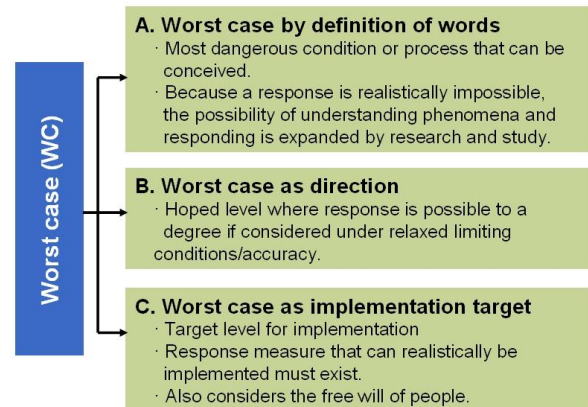 Worst case (WC)
A. Worst case by definition of words
· Most dangerous condition or process that can be
conceived.
· Because a response is realistically impossible,
the possibility of understanding phenomena and
responding is expanded by research and study.
B. Worst case as direction
· Hoped level where response is possible to a
degree if considered under relaxed limiting
conditions/accuracy.
C. Worst case as implementation target
· Target level for implementation
· Response measure that can realistically be
implemented must exist.
· Also considers the free will of people.